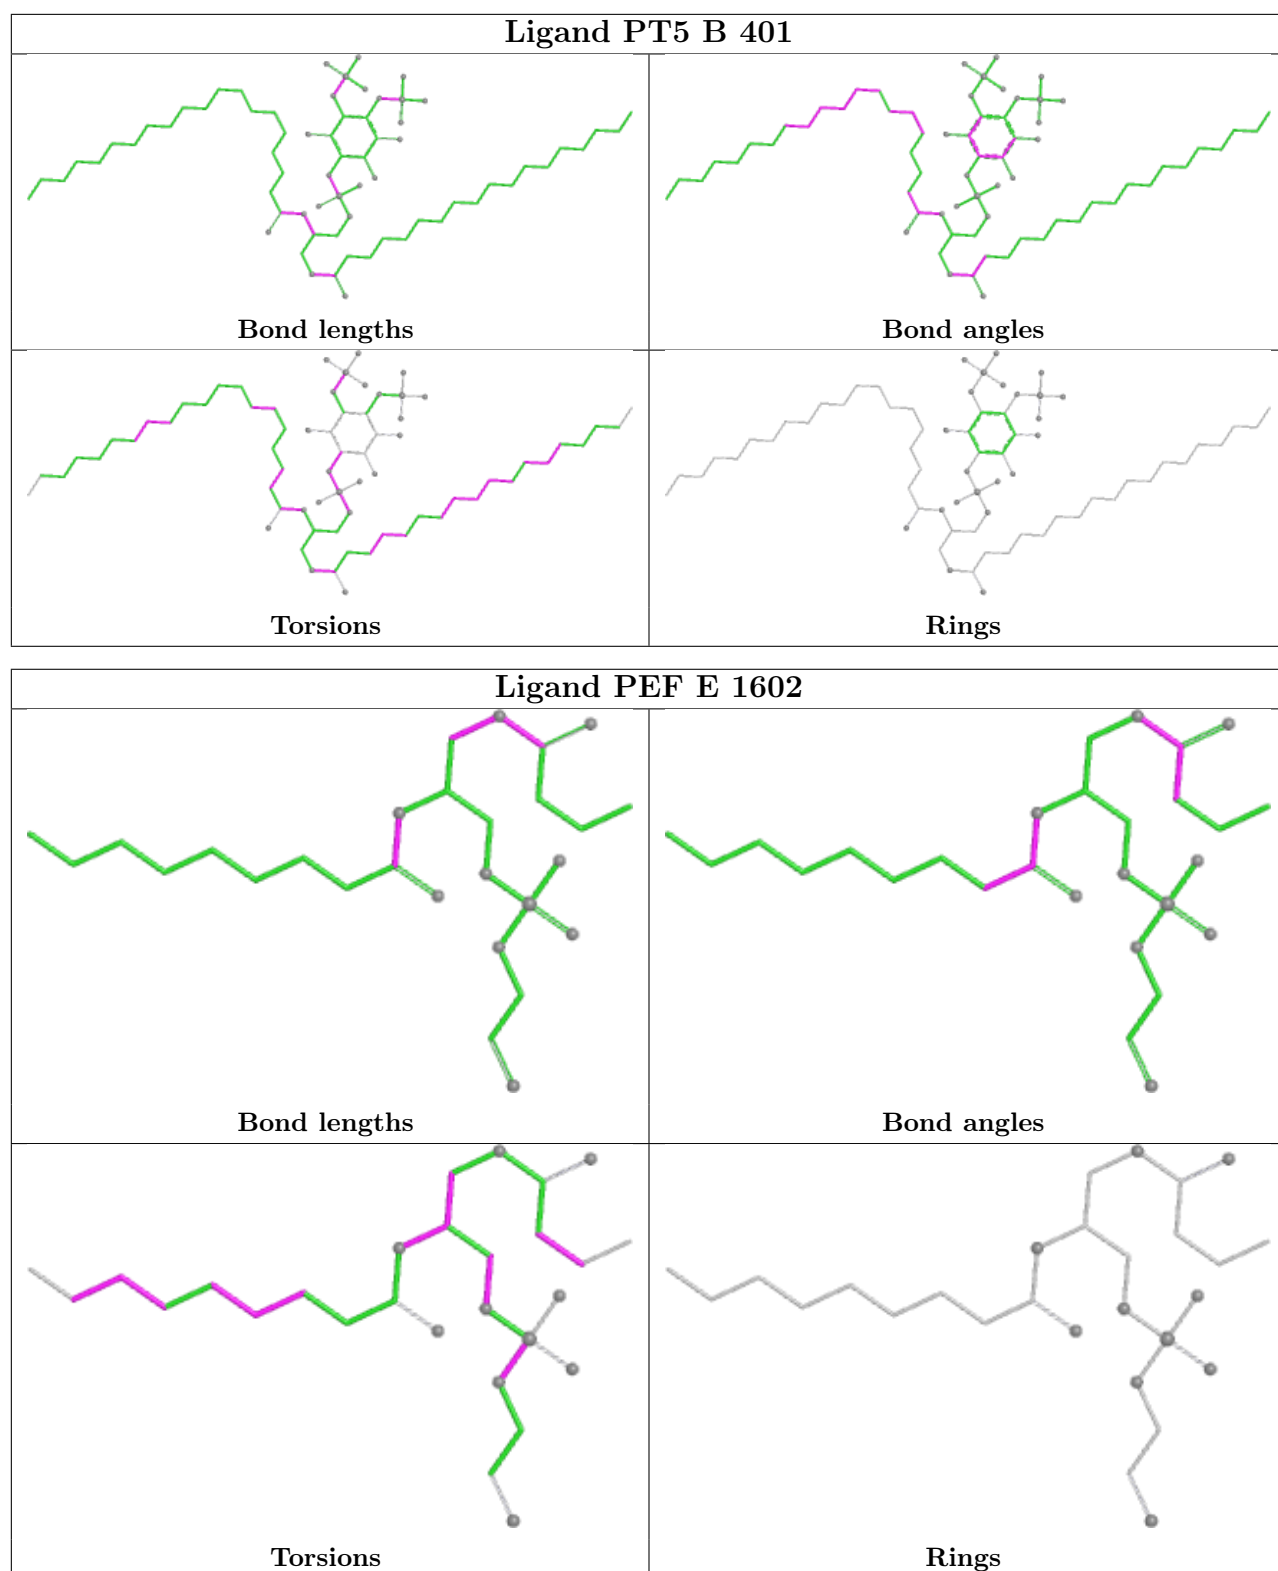 Ligand PT5 B 401
Bond lengths
Bond angles
Torsions
Rings
Ligand PEF E 1602
Bond lengths
Bond angles
Torsions
Rings